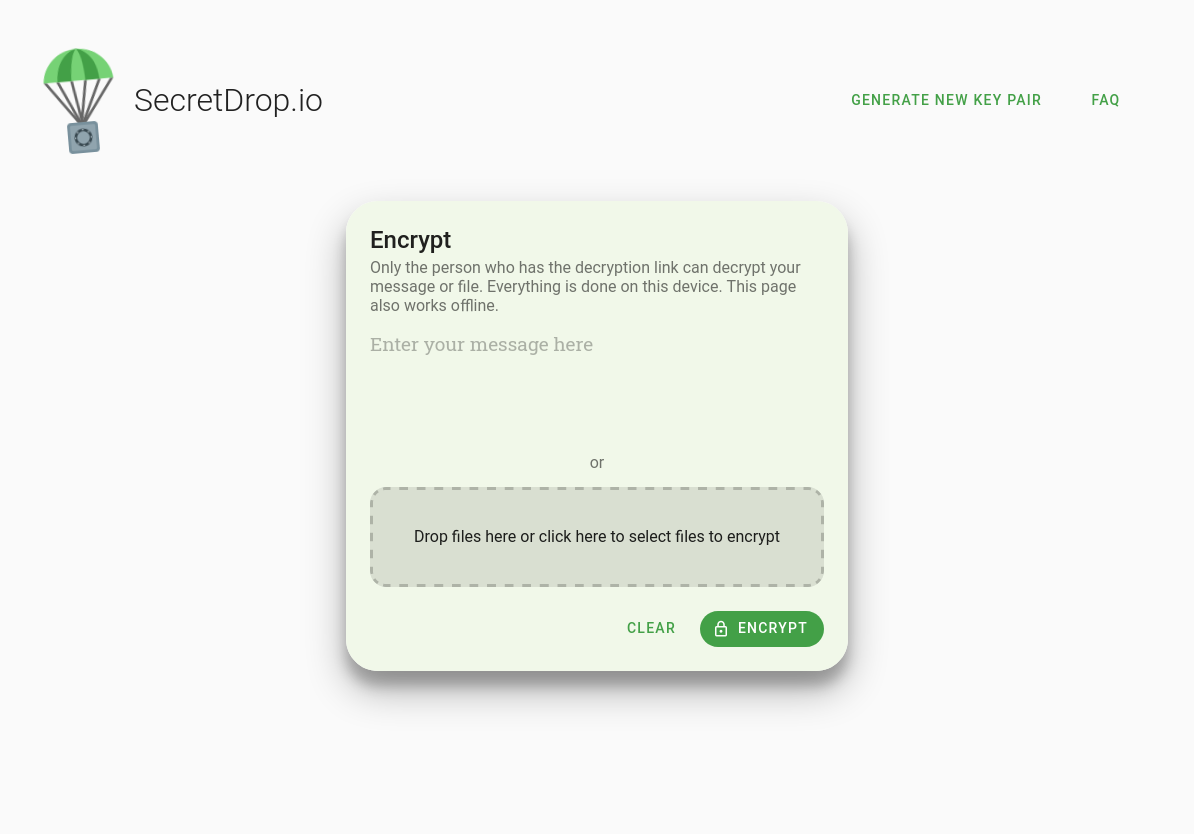 SecretDrop.io
GENERATE NEW KEY PAIR
FAQ
Encrypt
Only the person who has the decryption link can decrypt your
message or file. Everything is done on this device. This page
also works offline.
Enter your message here
or
Drop files here or click here to select files to encrypt
CLEAR
ENCRYPT